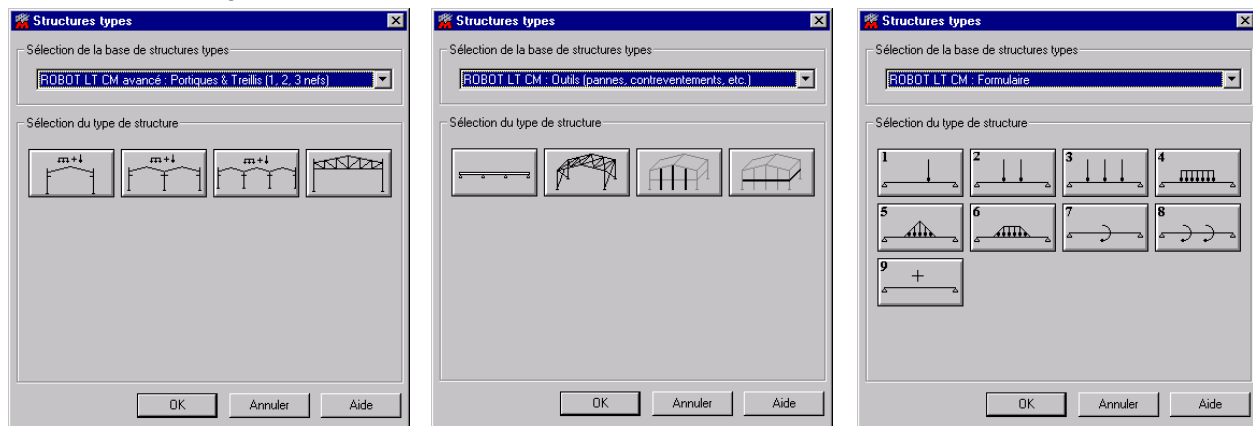 Structures types
Sélection de la base de structures types
ROBOT LT CM avancé : Portiques & Treillis (1, 2, 3 nefs)
Sélection du type de structure
m+↓
m+↓
m+↓
OK
Annuler
Aide
Structures types
Sélection de la base de structures types
ROBOT LT CM : Outils (pannes, contreventements, etc.)
Sélection du type de structure
OK
Annuler
Aide
Structures types
Sélection de la base de structures types
ROBOT LT CM : Formulaire
Sélection du type de structure
1
2
3
4
5
6
7
8
9
+
OK
Annuler
Aide